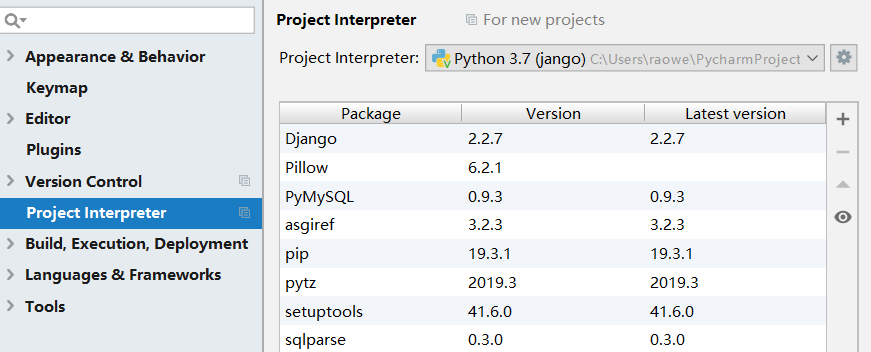 Appearance & Behavior
Keymap
Editor
Plugins
Version Control
Project Interpreter
Build, Execution, Deployment
Languages & Frameworks
Tools
Project Interpreter For new projects
Project Interpreter: Python 3.7 (jango) C:\Users\raowe\PycharmProject
Package Version Latest version
Django 2.2.7 2.2.7
Pillow 6.2.1
PyMySQL 0.9.3 0.9.3
asgiref 3.2.3 3.2.3
pip 19.3.1 19.3.1
pytz 2019.3 2019.3
setuptools 41.6.0 41.6.0
sqlparse 0.3.0 0.3.0